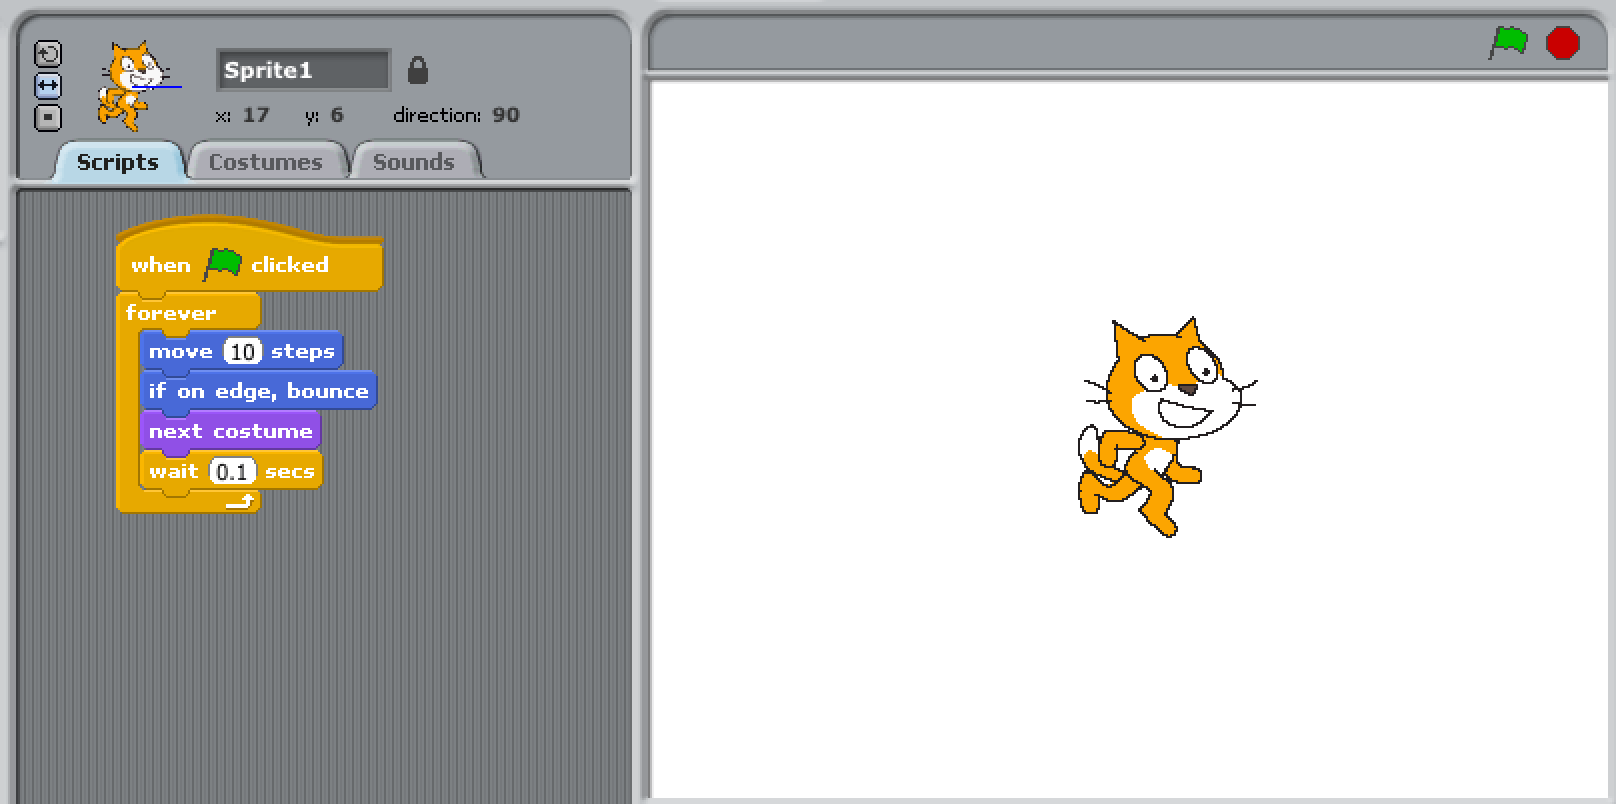 Sprite1
x: 17 y: 6 direction: 90
Scripts Costumes Sounds
when clicked
forever
move 10 steps
if on edge, bounce
next costume
wait 0.1 secs